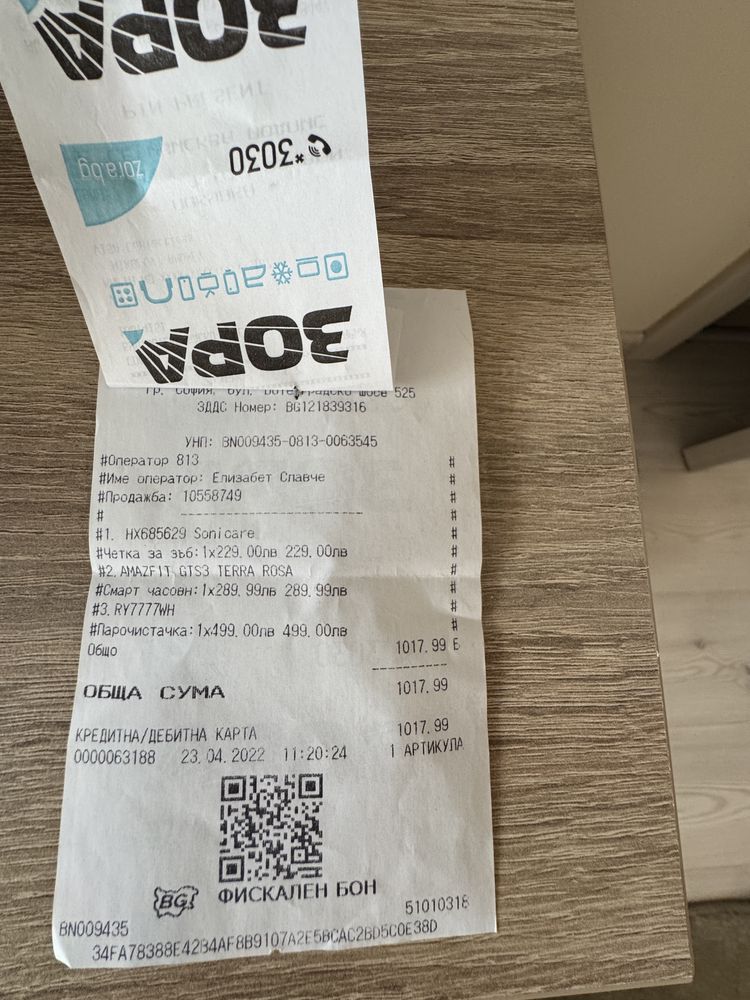 ЗОРА
PIN PRESENT
*3030
zora.bg
ЗОРА
гр. София, бул. Ботевградско шосе 525
ЗДДС Номер: BG121839316
УНП: BN009435-0813-0063545
#Оператор 813 #
#Име оператор: Елизабет Славче #
#Продажба: 10558749 #
# -------------------------------- #
#1. HX685629 Sonicare #
#Четка за зъб:1x229.00лв 229.00лв #
#2.AMAZFIT GTS3 TERRA ROSA #
#Смарт часовн:1x289.99лв 289.99лв #
#3.RY7777WH #
#Парочистачка:1x499.00лв 499.00лв #
Общо 1017.99 Б
----------
ОБЩА СУМА 1017.99
КРЕДИТНА/ДЕБИТНА КАРТА 1017.99
0000063188 23.04.2022 11:20:24 1 АРТИКУЛА
BG ФИСКАЛЕН БОН
BN009435 51010318
34FA78388E42B4AF8B9107A2E5BCAC2BD5C0E38D